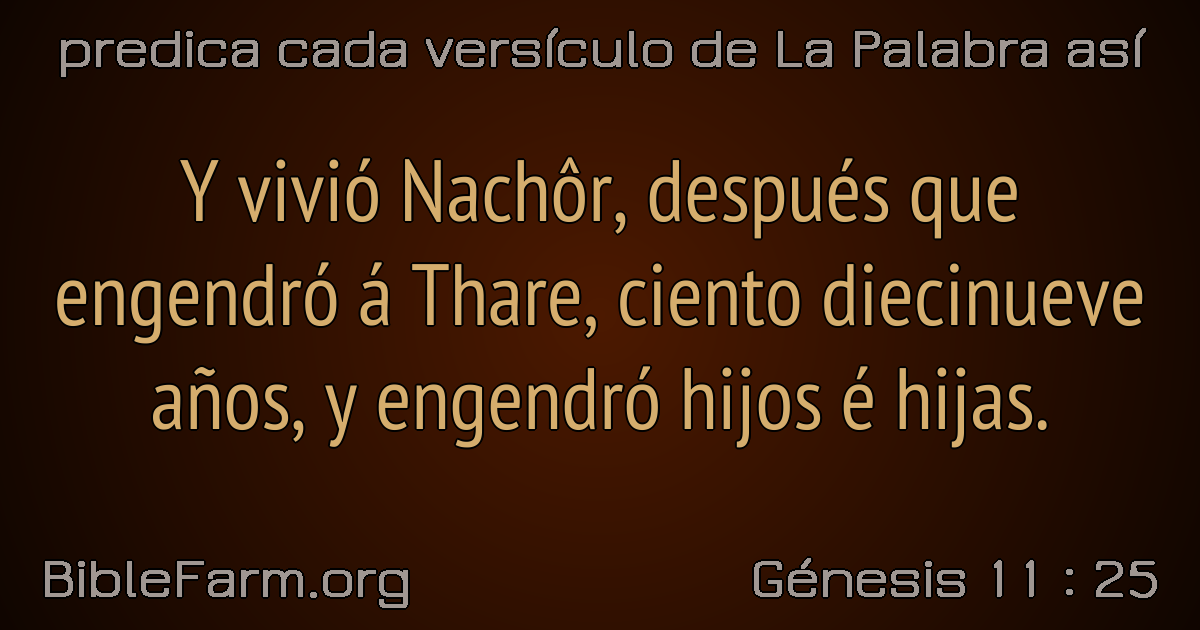 predica cada versículo de La Palabra así
Y vivió Nachôr, después que
engendró á Thare, ciento diecinueve
años, y engendró hijos é hijas.
BibleFarm.org
Génesis 11 : 25